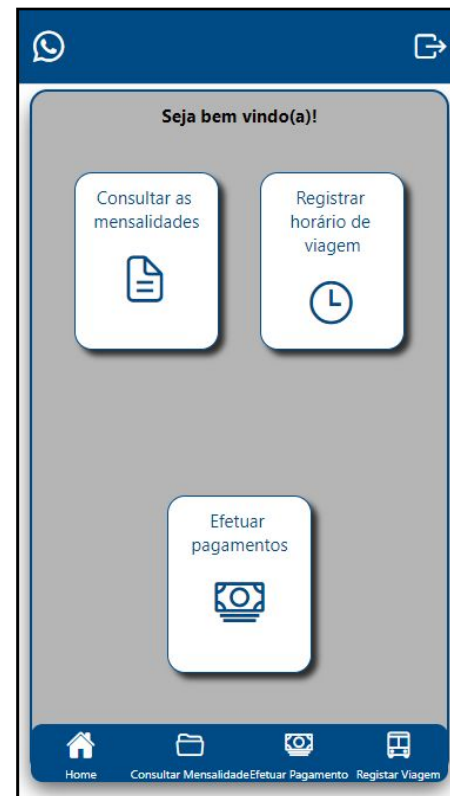 Seja bem vindo(a)!
Consultar as
mensalidades
Registrar
horário de
viagem
Efetuar
pagamentos
Home
Consultar Mensalidade
Efetuar Pagamento
Registar Viagem